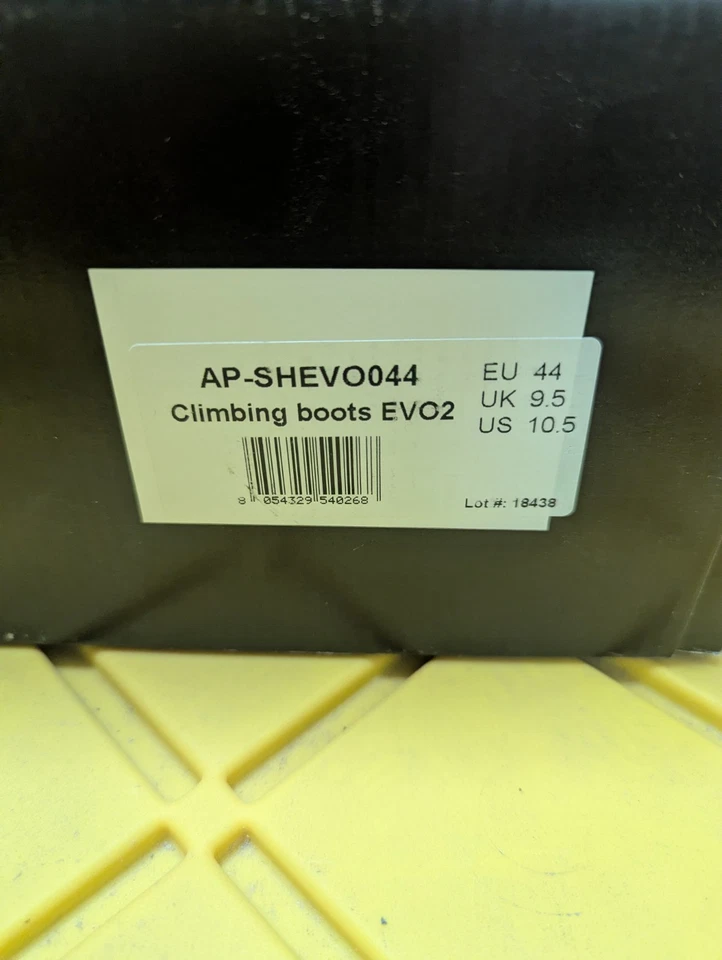 AP-SHEVO044
Climbing boots EVO2
EU 44
UK 9.5
US 10.5
8 054329 540268
Lot #: 18438